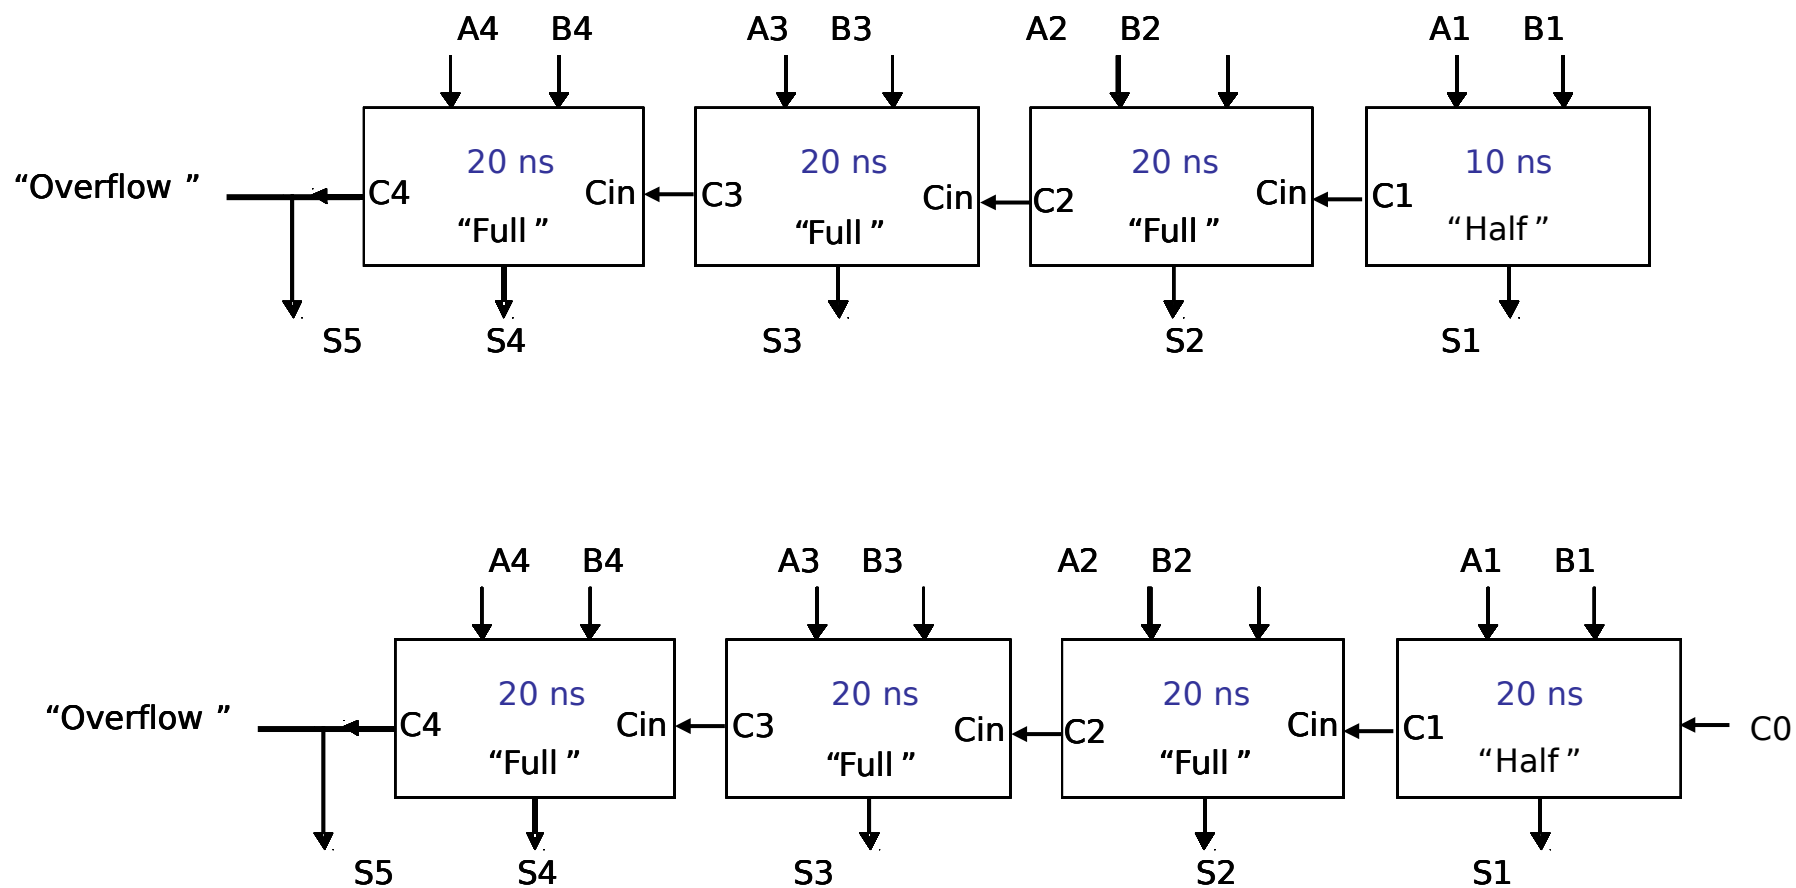 A4 B4 A3 B3 A2 B2 A1 B1
20 ns 20 ns 20 ns 10 ns
“Overflow ” C4 Cin C3 Cin C2 Cin C1
“Full ” “Full ” “Full ” “Half ”
S5 S4 S3 S2 S1
A4 B4 A3 B3 A2 B2 A1 B1
20 ns 20 ns 20 ns 20 ns
“Overflow ” C4 Cin C3 Cin C2 Cin C1 C0
“Full ” “Full ” “Full ” “Half ”
S5 S4 S3 S2 S1